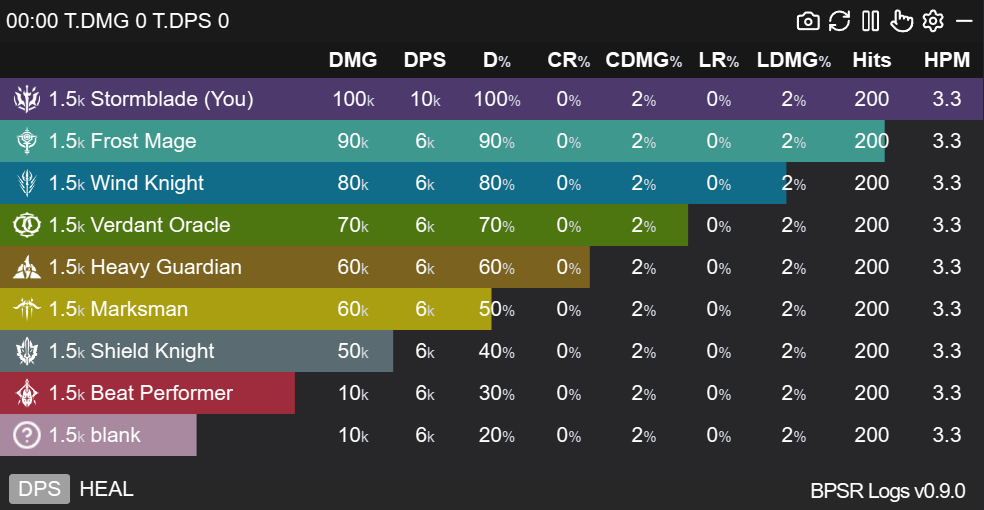 00:00 T.DMG 0 T.DPS 0
DMG DPS D% CR% CDMG% LR% LDMG% Hits HPM
1.5k Stormblade (You) 100k 10k 100% 0% 2% 0% 2% 200 3.3
1.5k Frost Mage 90k 6k 90% 0% 2% 0% 2% 200 3.3
1.5k Wind Knight 80k 6k 80% 0% 2% 0% 2% 200 3.3
1.5k Verdant Oracle 70k 6k 70% 0% 2% 0% 2% 200 3.3
1.5k Heavy Guardian 60k 6k 60% 0% 2% 0% 2% 200 3.3
1.5k Marksman 60k 6k 50% 0% 2% 0% 2% 200 3.3
1.5k Shield Knight 50k 6k 40% 0% 2% 0% 2% 200 3.3
1.5k Beat Performer 10k 6k 30% 0% 2% 0% 2% 200 3.3
? 1.5k blank 10k 6k 20% 0% 2% 0% 2% 200 3.3
DPS HEAL BPSR Logs v0.9.0